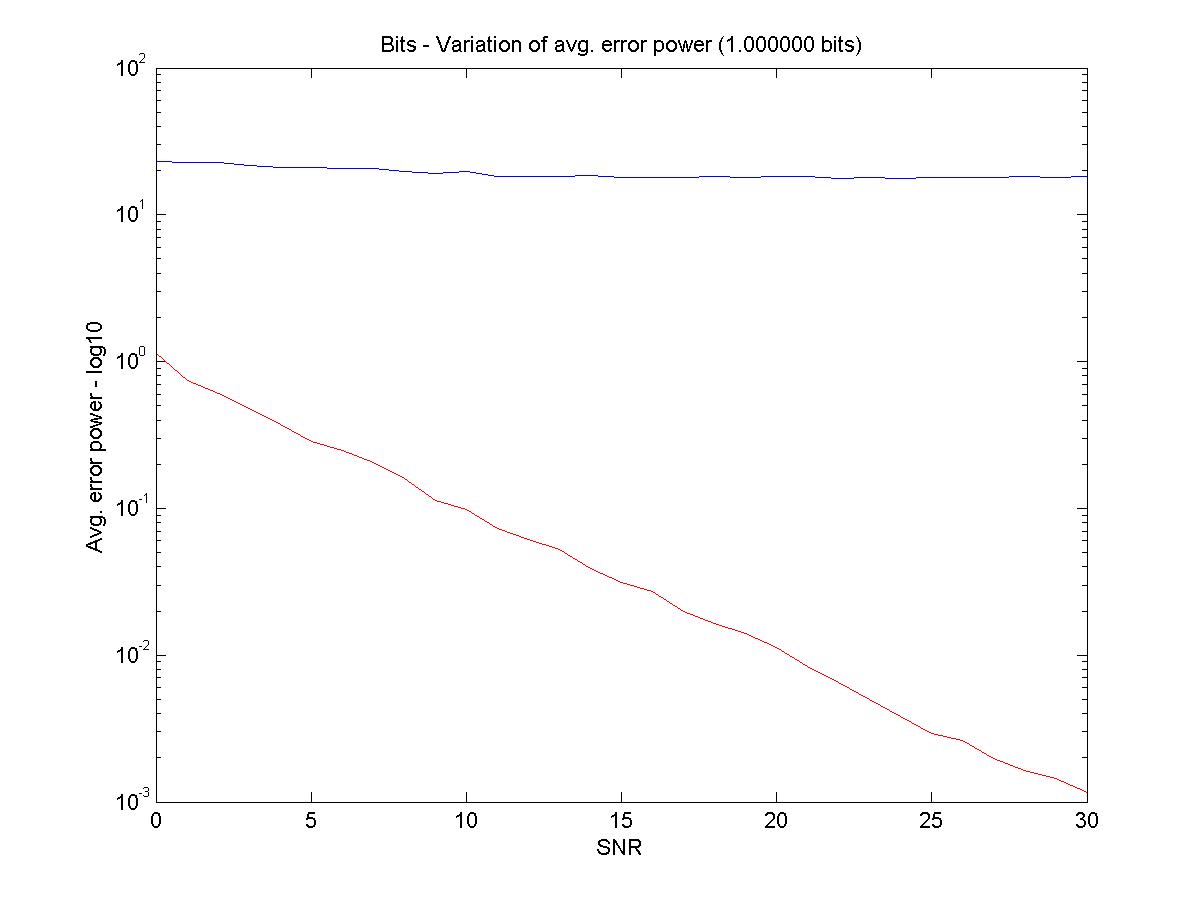 Bits - Variation of avg. error power (1.000000 bits)
10^2
10^1
10^0
10^-1
10^-2
10^-3
Avg. error power - log10
0 5 10 15 20 25 30
SNR